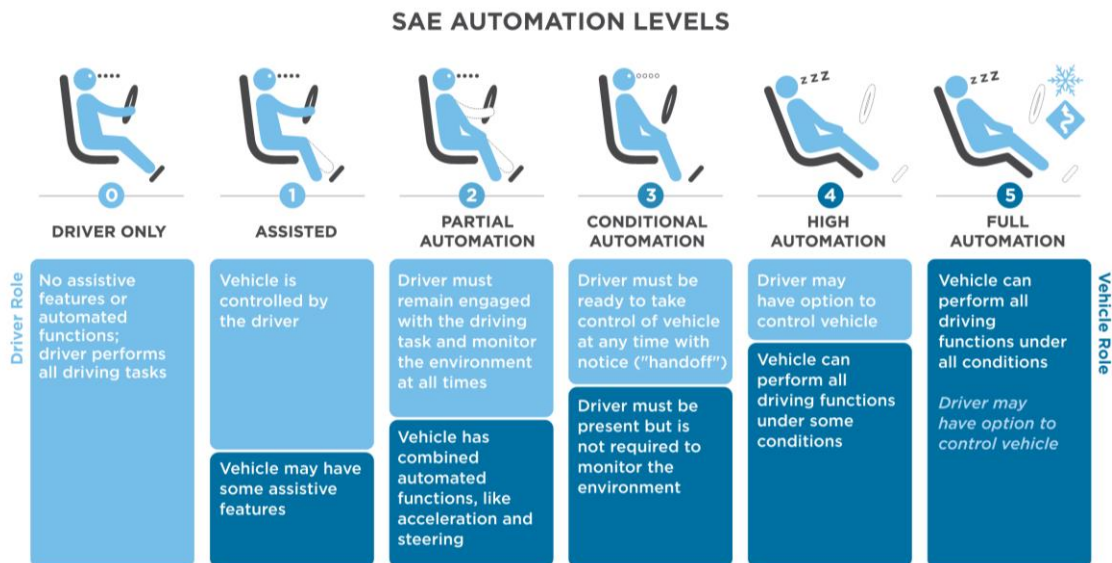 SAE AUTOMATION LEVELS
zzz
zzz
0
1
2
3
4
5
DRIVER ONLY
ASSISTED
PARTIAL
AUTOMATION
CONDITIONAL
AUTOMATION
HIGH
AUTOMATION
FULL
AUTOMATION
Driver Role
No assistive
features or
automated
functions;
driver performs
all driving tasks
Vehicle is
controlled by
the driver
Vehicle may have
some assistive
features
Driver must
remain engaged
with the driving
task and monitor
the environment
at all times
Vehicle has
combined
automated
functions, like
acceleration and
steering
Driver must be
ready to take
control of vehicle
at any time with
notice ("handoff")
Driver must be
present but is
not required to
monitor the
environment
Driver may
have option to
control vehicle
Vehicle can
perform all
driving functions
under some
conditions
Vehicle can
perform all
driving
functions under
all conditions
Driver may
have option to
control vehicle
Vehicle Role